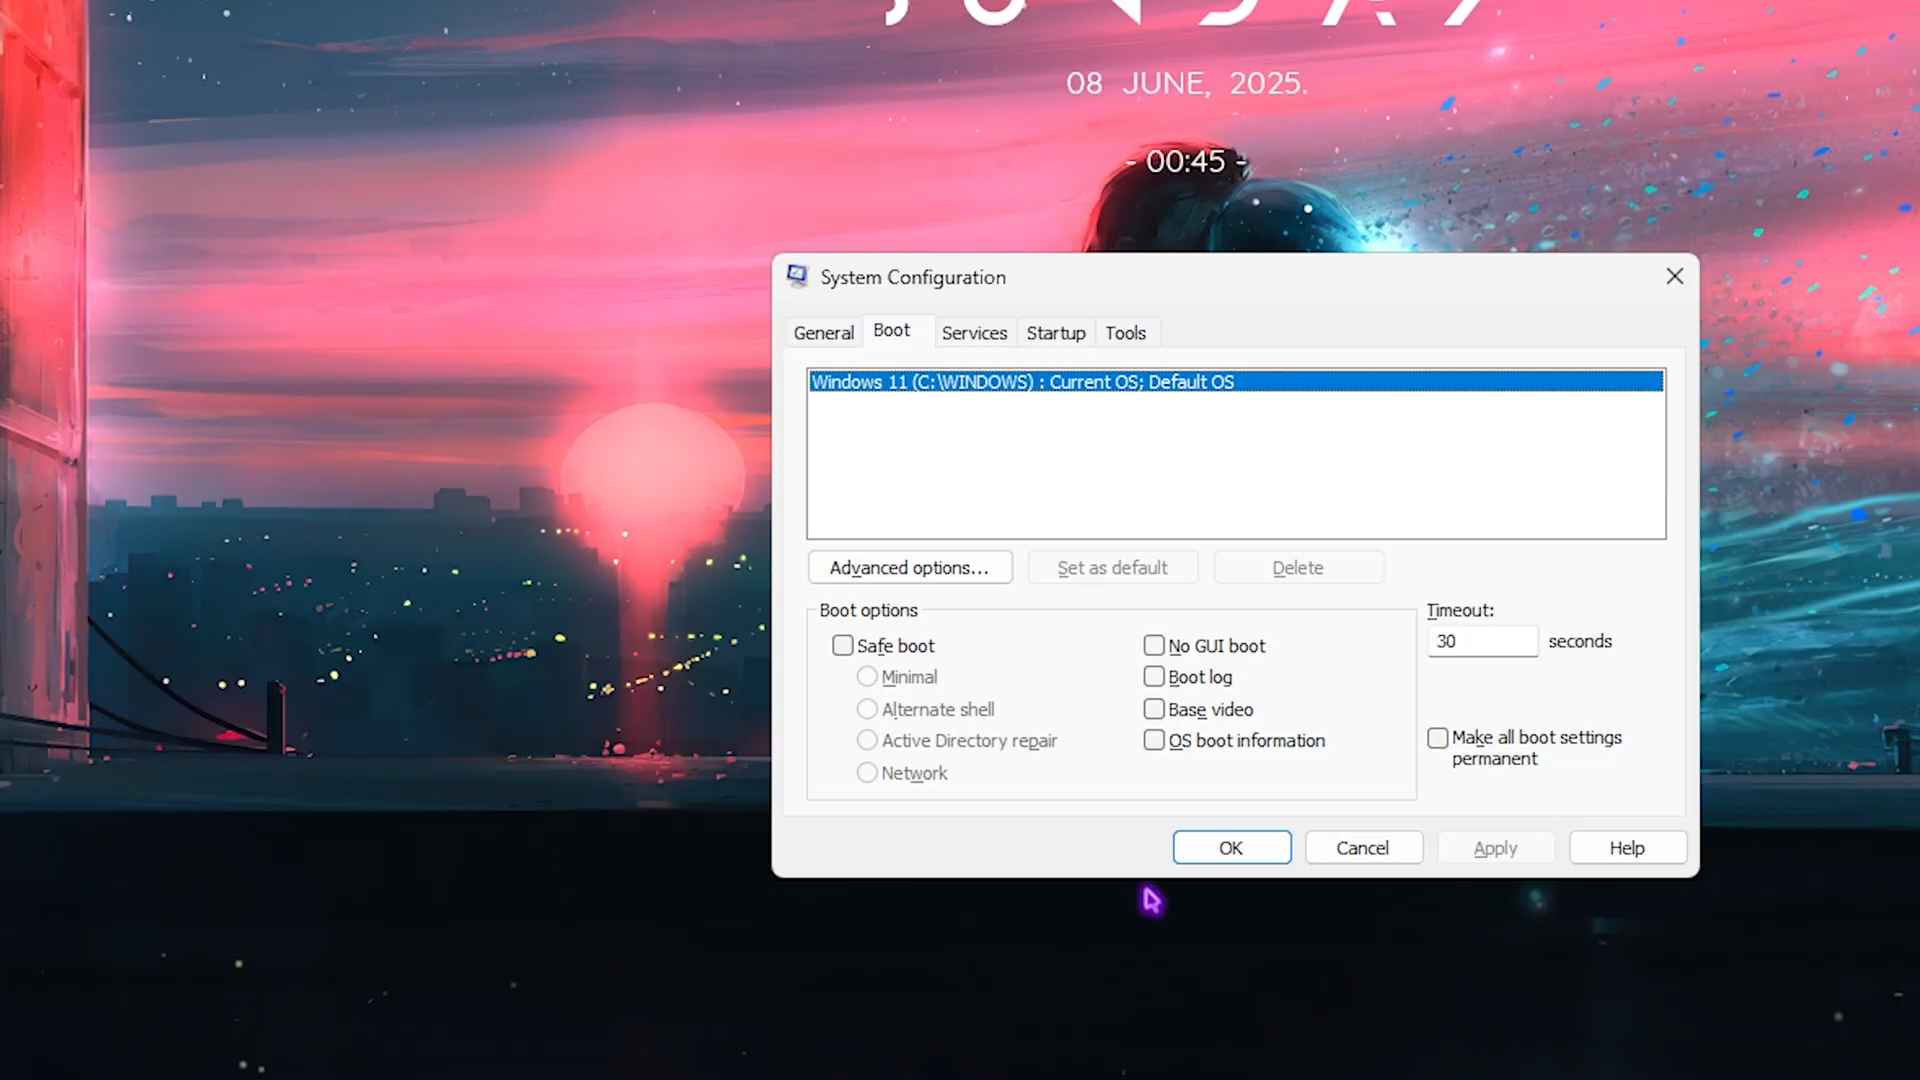 SUNDAY
08 JUNE, 2025.
- 00:45 -
System Configuration
General Boot Services Startup Tools
Windows 11 (C:\WINDOWS) : Current OS; Default OS
Advanced options... Set as default Delete
Boot options
Safe boot
Minimal
Alternate shell
Active Directory repair
Network
No GUI boot
Boot log
Base video
OS boot information
Timeout:
30 seconds
Make all boot settings
permanent
OK Cancel Apply Help